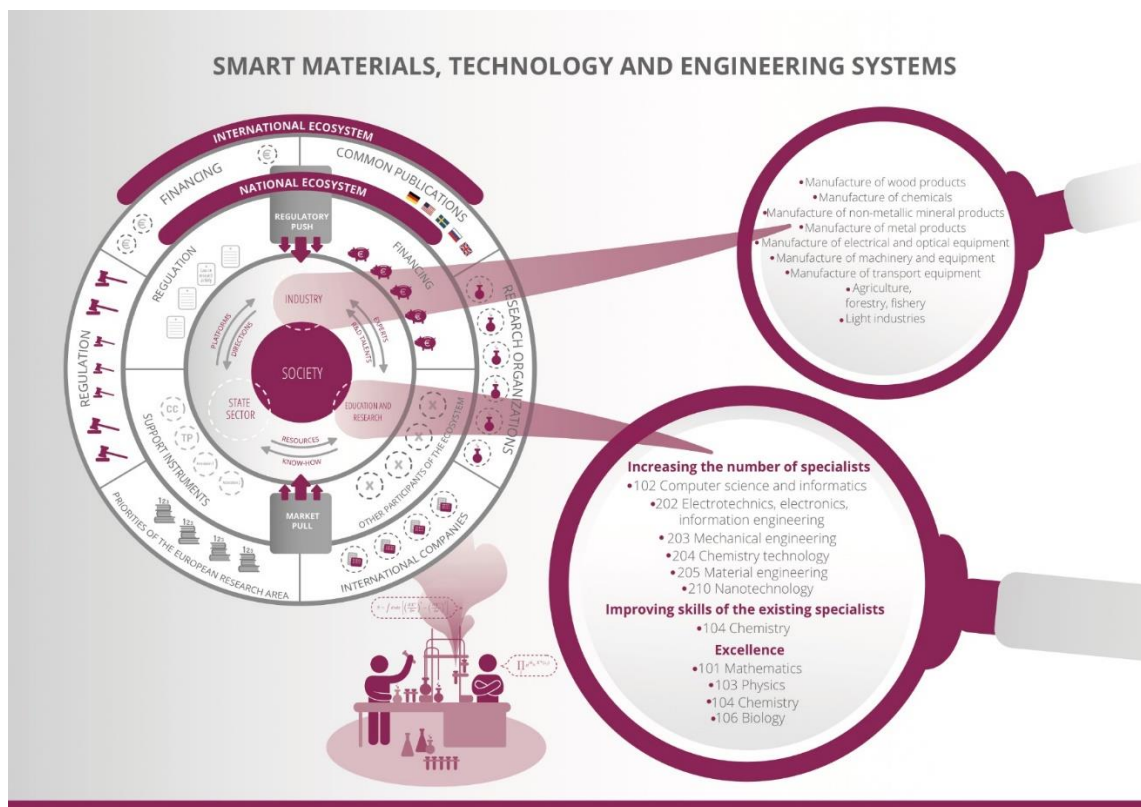 SMART MATERIALS, TECHNOLOGY AND ENGINEERING SYSTEMS
INTERNATIONAL ECOSYSTEM
FINANCING
COMMON PUBLICATIONS
NATIONAL ECOSYSTEM
REGULATORY
PUSH
REGULATION
FINANCING
RESEARCH ORGANIZATIONS
REGULATION
INDUSTRY
PLATFORMS
DIRECTIONS
EXPERTS
R&D TALENTS
SOCIETY
STATE
SECTOR
EDUCATION AND
RESEARCH
RESOURCES
KNOW-HOW
CC
TP
SUPPORT INSTRUMENTS
OTHER PARTICIPANTS OF THE ECOSYSTEM
X
X
X
X
MARKET
PULL
PRIORITIES OF THE EUROPEAN RESEARCH AREA
123
123
123
123
INTERNATIONAL COMPANIES
•Manufacture of wood products
•Manufacture of chemicals
•Manufacture of non-metallic mineral products
•Manufacture of metal products
•Manufacture of electrical and optical equipment
•Manufacture of machinery and equipment
•Manufacture of transport equipment
•Agriculture,
forestry, fishery
•Light industries
Increasing the number of specialists
•102 Computer science and informatics
•202 Electrotechnics, electronics,
information engineering
•203 Mechanical engineering
•204 Chemistry technology
•205 Material engineering
•210 Nanotechnology
Improving skills of the existing specialists
•104 Chemistry
Excellence
•101 Mathematics
•103 Physics
•104 Chemistry
•106 Biology